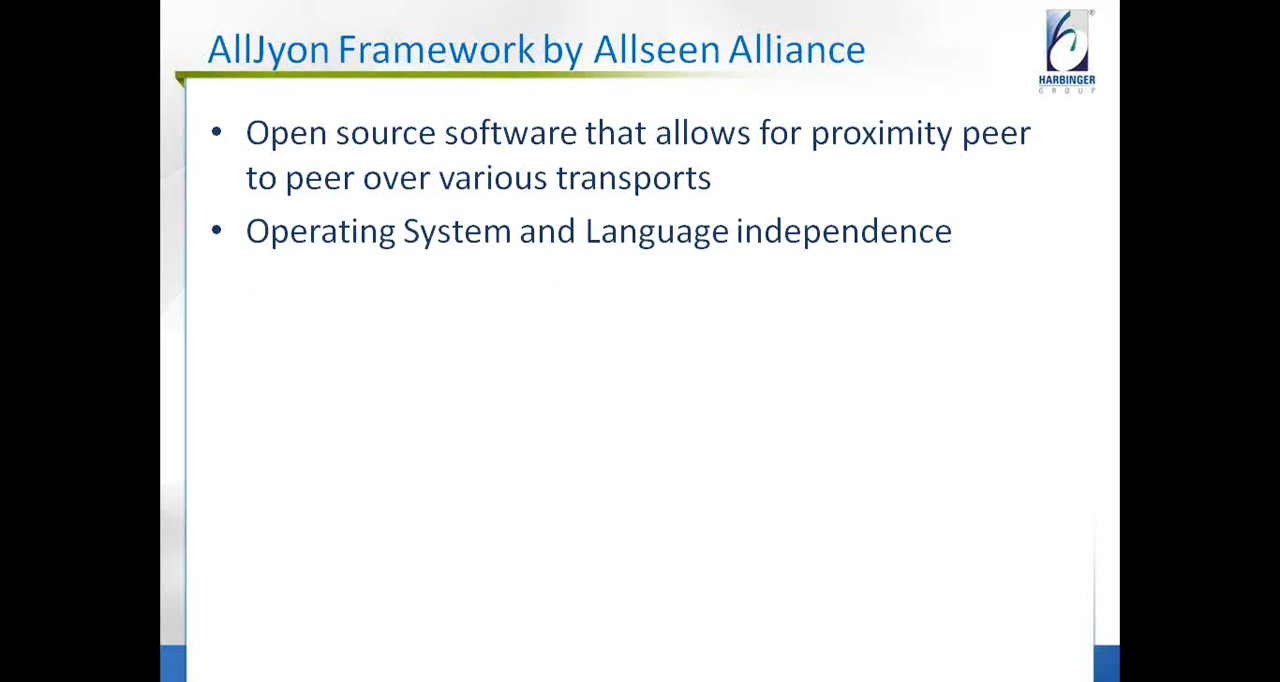 AllJyon Framework by Allseen Alliance
HARBINGER
GROUP
• Open source software that allows for proximity peer
to peer over various transports
• Operating System and Language independence